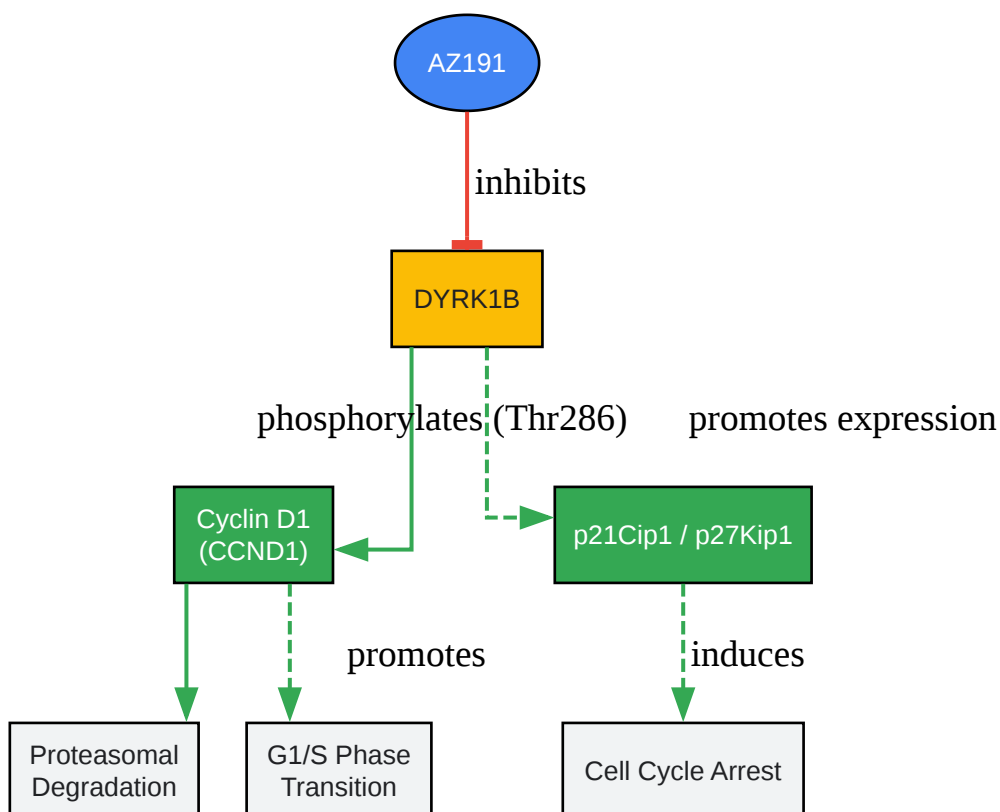 AZ191
inhibits
DYRK1B
phosphorylates (Thr286)
promotes expression
Cyclin D1
(CCND1)
p21Cip1 / p27Kip1
promotes
induces
Proteasomal
Degradation
G1/S Phase
Transition
Cell Cycle Arrest